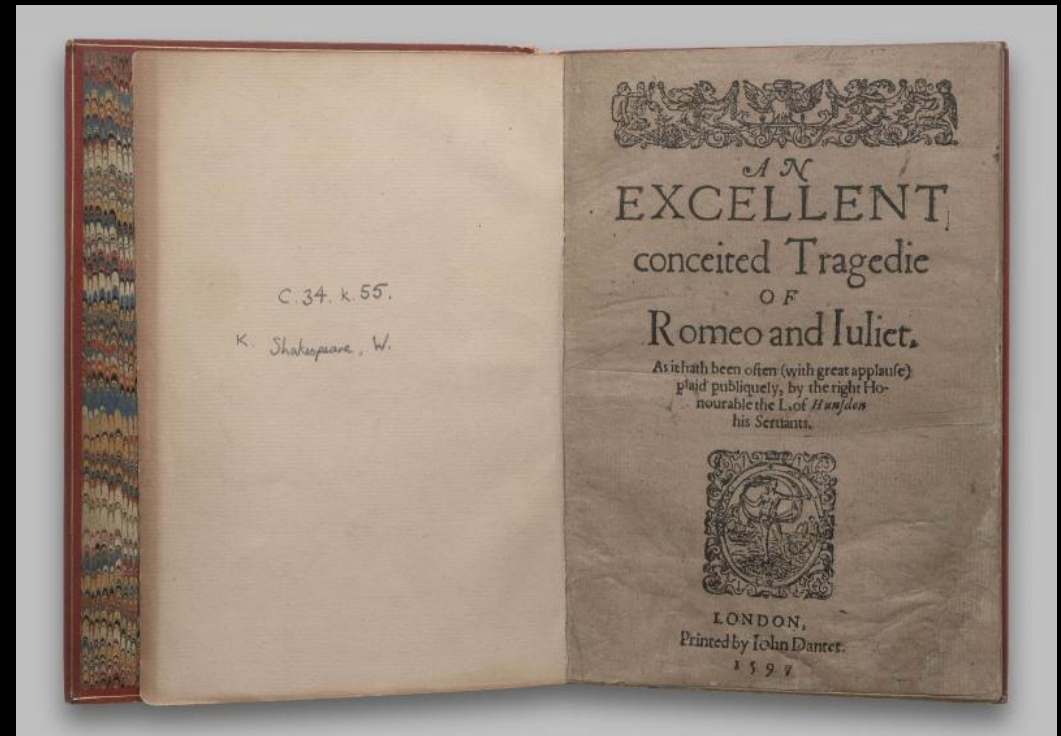 C.34.k.55.
K. Shakespeare, W.
AN
EXCELLENT
conceited Tragedie
OF
Romeo and Iuliet.
As it hath been often (with great applauſe)
plaid publiquely, by the right Ho-
nourable the L. of Hunſdon
his Seruants.
LONDON,
Printed by Iohn Danter.
1597